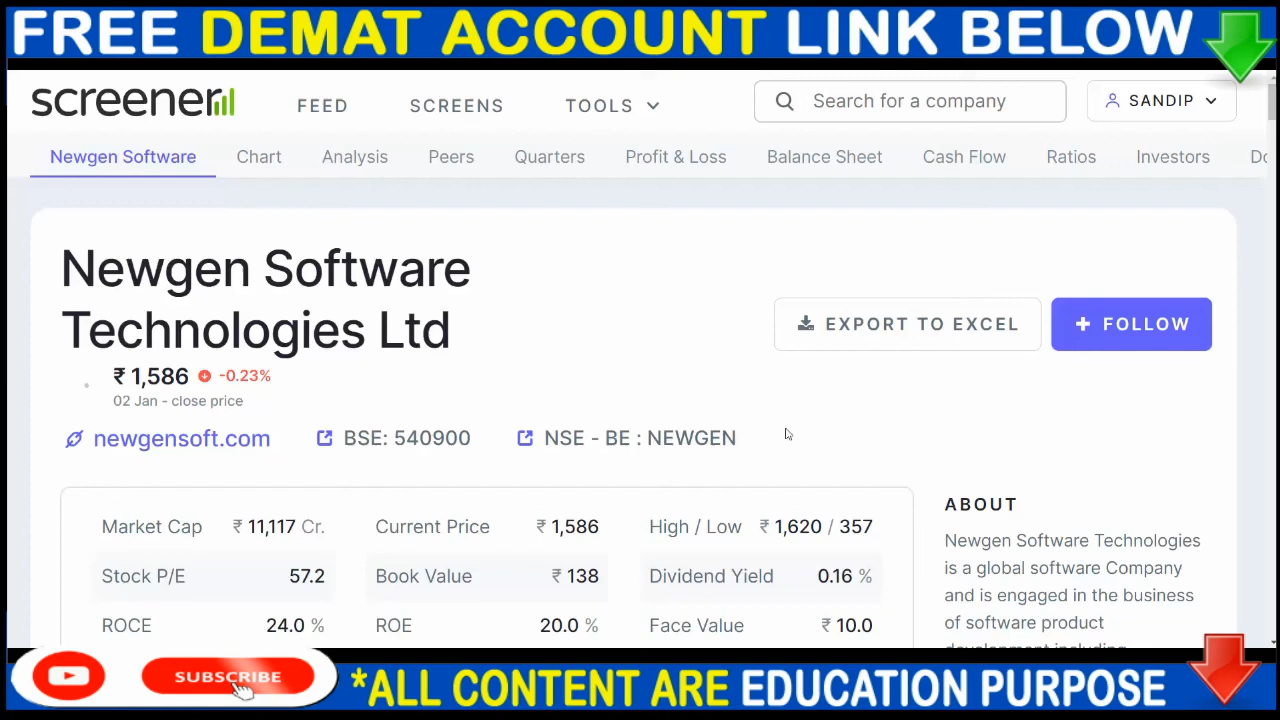 FREE DEMAT ACCOUNT LINK BELOW
screener FEED SCREENS TOOLS Search for a company SANDIP
Newgen Software Chart Analysis Peers Quarters Profit & Loss Balance Sheet Cash Flow Ratios Investors
Newgen Software
Technologies Ltd
EXPORT TO EXCEL + FOLLOW
₹ 1,586 -0.23%
02 Jan - close price
newgensoft.com BSE: 540900 NSE - BE : NEWGEN
Market Cap ₹ 11,117 Cr. Current Price ₹ 1,586 High / Low ₹ 1,620 / 357
Stock P/E 57.2 Book Value ₹ 138 Dividend Yield 0.16 %
ROCE 24.0 % ROE 20.0 % Face Value ₹ 10.0
ABOUT
Newgen Software Technologies
is a global software Company
and is engaged in the business
of software product
development including
SUBSCRIBE
*ALL CONTENT ARE EDUCATION PURPOSE